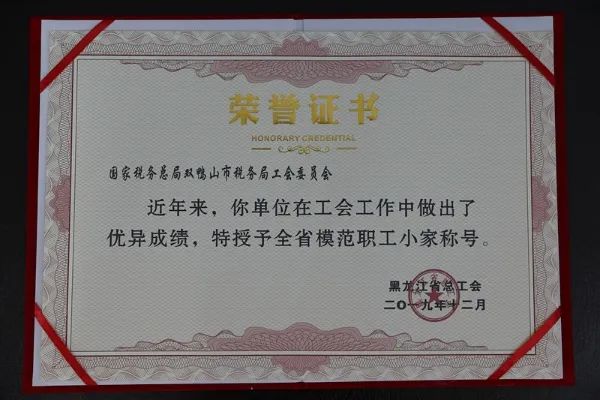 荣誉证书
HONORARY CREDENTIAL
国家税务总局双鸭山市税务局工会委员会
近年来，你单位在工会工作中做出了
优异成绩，特授予全省模范职工小家称号。
黑龙江省总工会
二〇一九年十二月